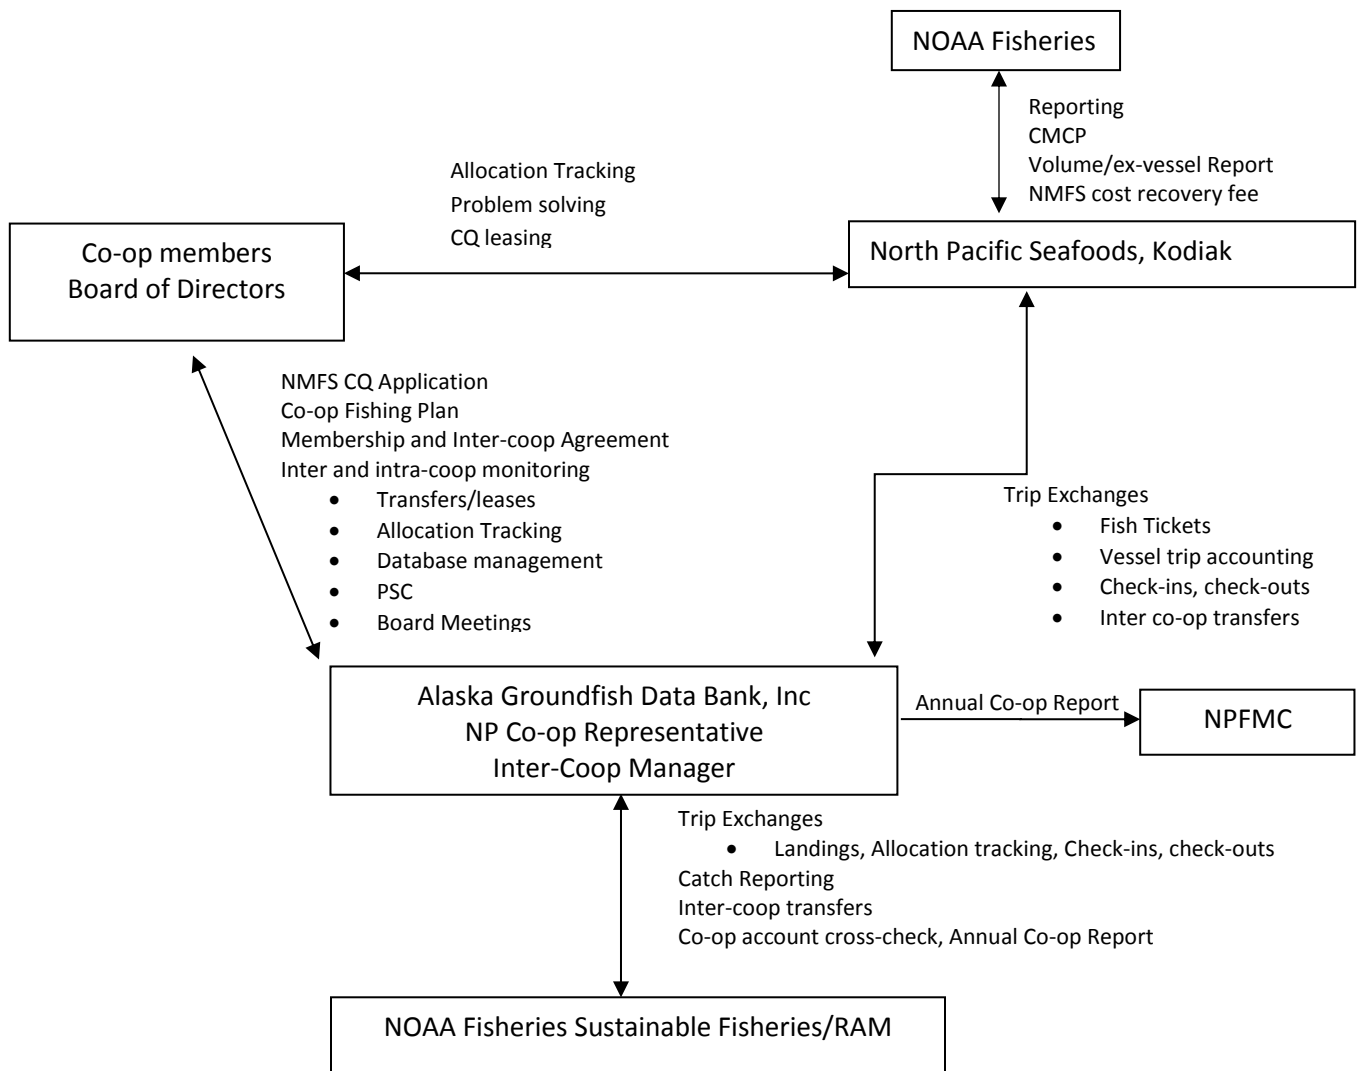 NOAA Fisheries
Reporting
CMCP
Volume/ex-vessel Report
NMFS cost recovery fee
Allocation Tracking
Problem solving
CQ leasing
Co-op members
Board of Directors
North Pacific Seafoods, Kodiak
NMFS CQ Application
Co-op Fishing Plan
Membership and Inter-coop Agreement
Inter and intra-coop monitoring
• Transfers/leases
• Allocation Tracking
• Database management
• PSC
• Board Meetings
Trip Exchanges
• Fish Tickets
• Vessel trip accounting
• Check-ins, check-outs
• Inter co-op transfers
Alaska Groundfish Data Bank, Inc
NP Co-op Representative
Inter-Coop Manager
Annual Co-op Report
NPFMC
Trip Exchanges
• Landings, Allocation tracking, Check-ins, check-outs
Catch Reporting
Inter-coop transfers
Co-op account cross-check, Annual Co-op Report
NOAA Fisheries Sustainable Fisheries/RAM